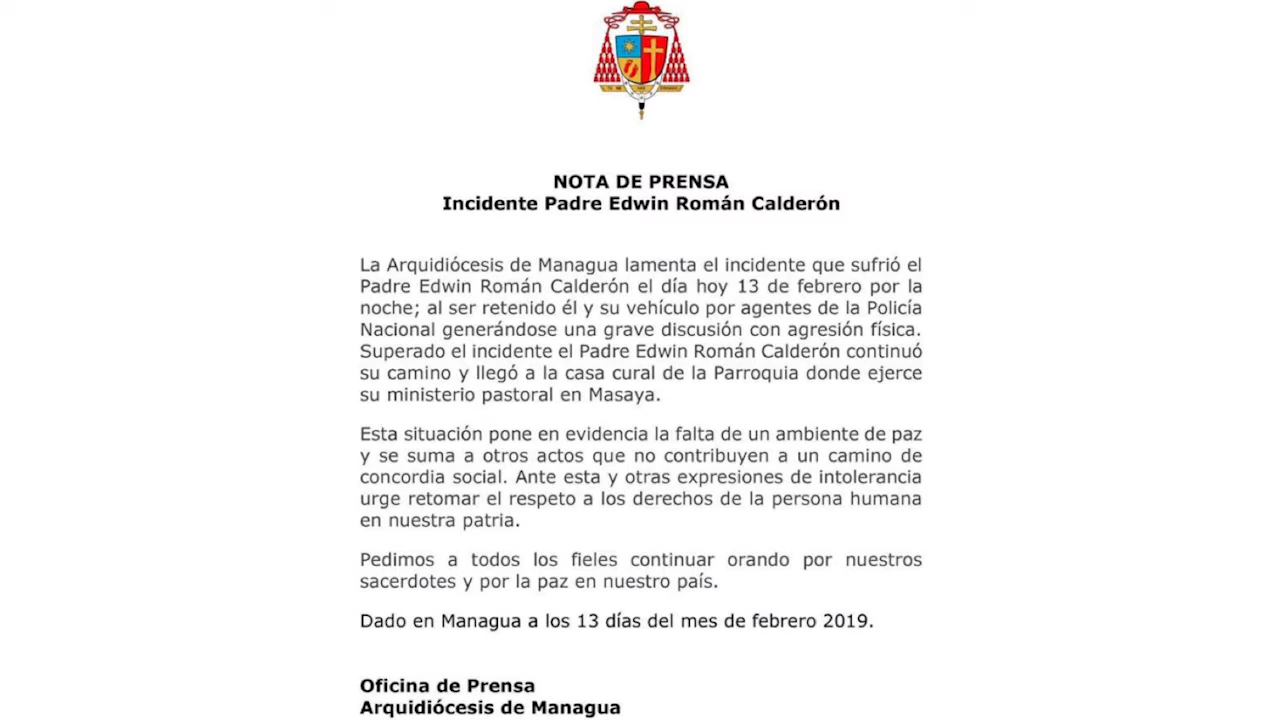 NOTA DE PRENSA
Incidente Padre Edwin Román Calderón
La Arquidiócesis de Managua lamenta el incidente que sufrió el
Padre Edwin Román Calderón el día hoy 13 de febrero por la
noche; al ser retenido él y su vehículo por agentes de la Policía
Nacional generándose una grave discusión con agresión física.
Superado el incidente el Padre Edwin Román Calderón continuó
su camino y llegó a la casa cural de la Parroquia donde ejerce
su ministerio pastoral en Masaya.
Esta situación pone en evidencia la falta de un ambiente de paz
y se suma a otros actos que no contribuyen a un camino de
concordia social. Ante esta y otras expresiones de intolerancia
urge retomar el respeto a los derechos de la persona humana
en nuestra patria.
Pedimos a todos los fieles continuar orando por nuestros
sacerdotes y por la paz en nuestro país.
Dado en Managua a los 13 días del mes de febrero 2019.
Oficina de Prensa
Arquidiócesis de Managua